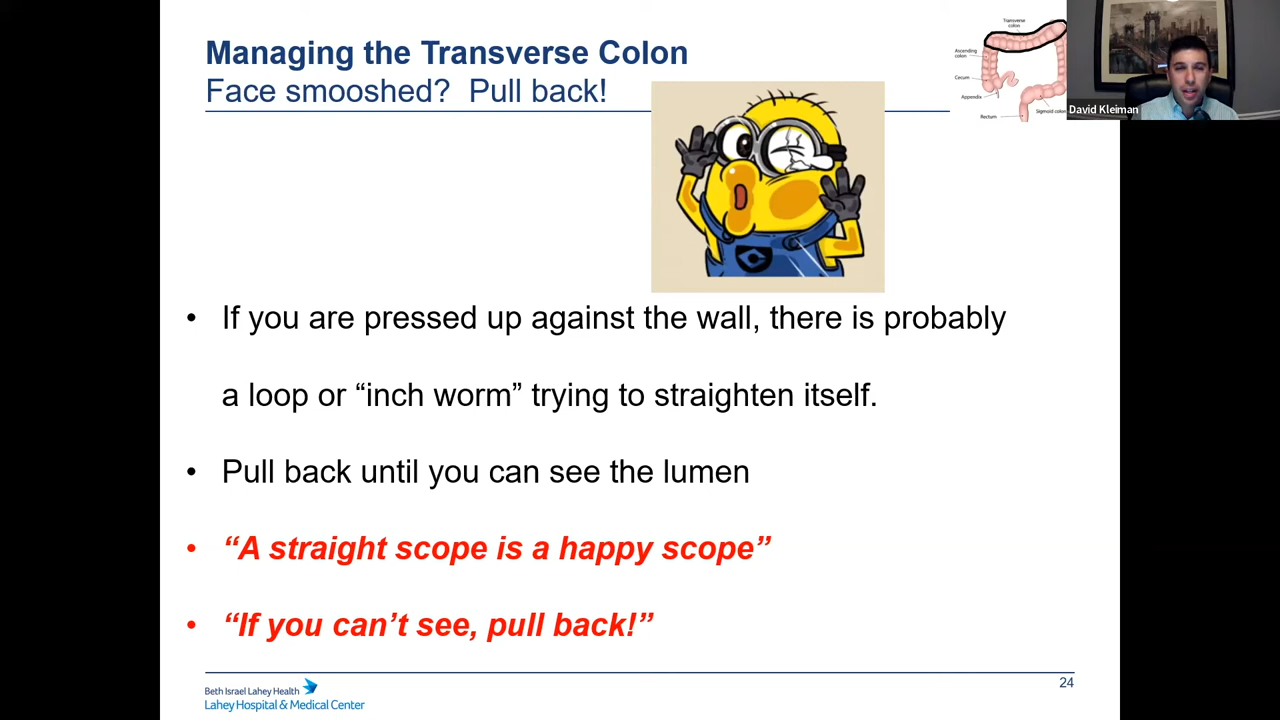 Managing the Transverse Colon
Face smooshed? Pull back!
Transverse
colon
Ascending
colon
Cecum
Appendix
Rectum
Sigmoid colon
David Kleiman
• If you are pressed up against the wall, there is probably
a loop or “inch worm” trying to straighten itself.
• Pull back until you can see the lumen
• “A straight scope is a happy scope”
• “If you can’t see, pull back!”
Beth Israel Lahey Health
Lahey Hospital & Medical Center
24